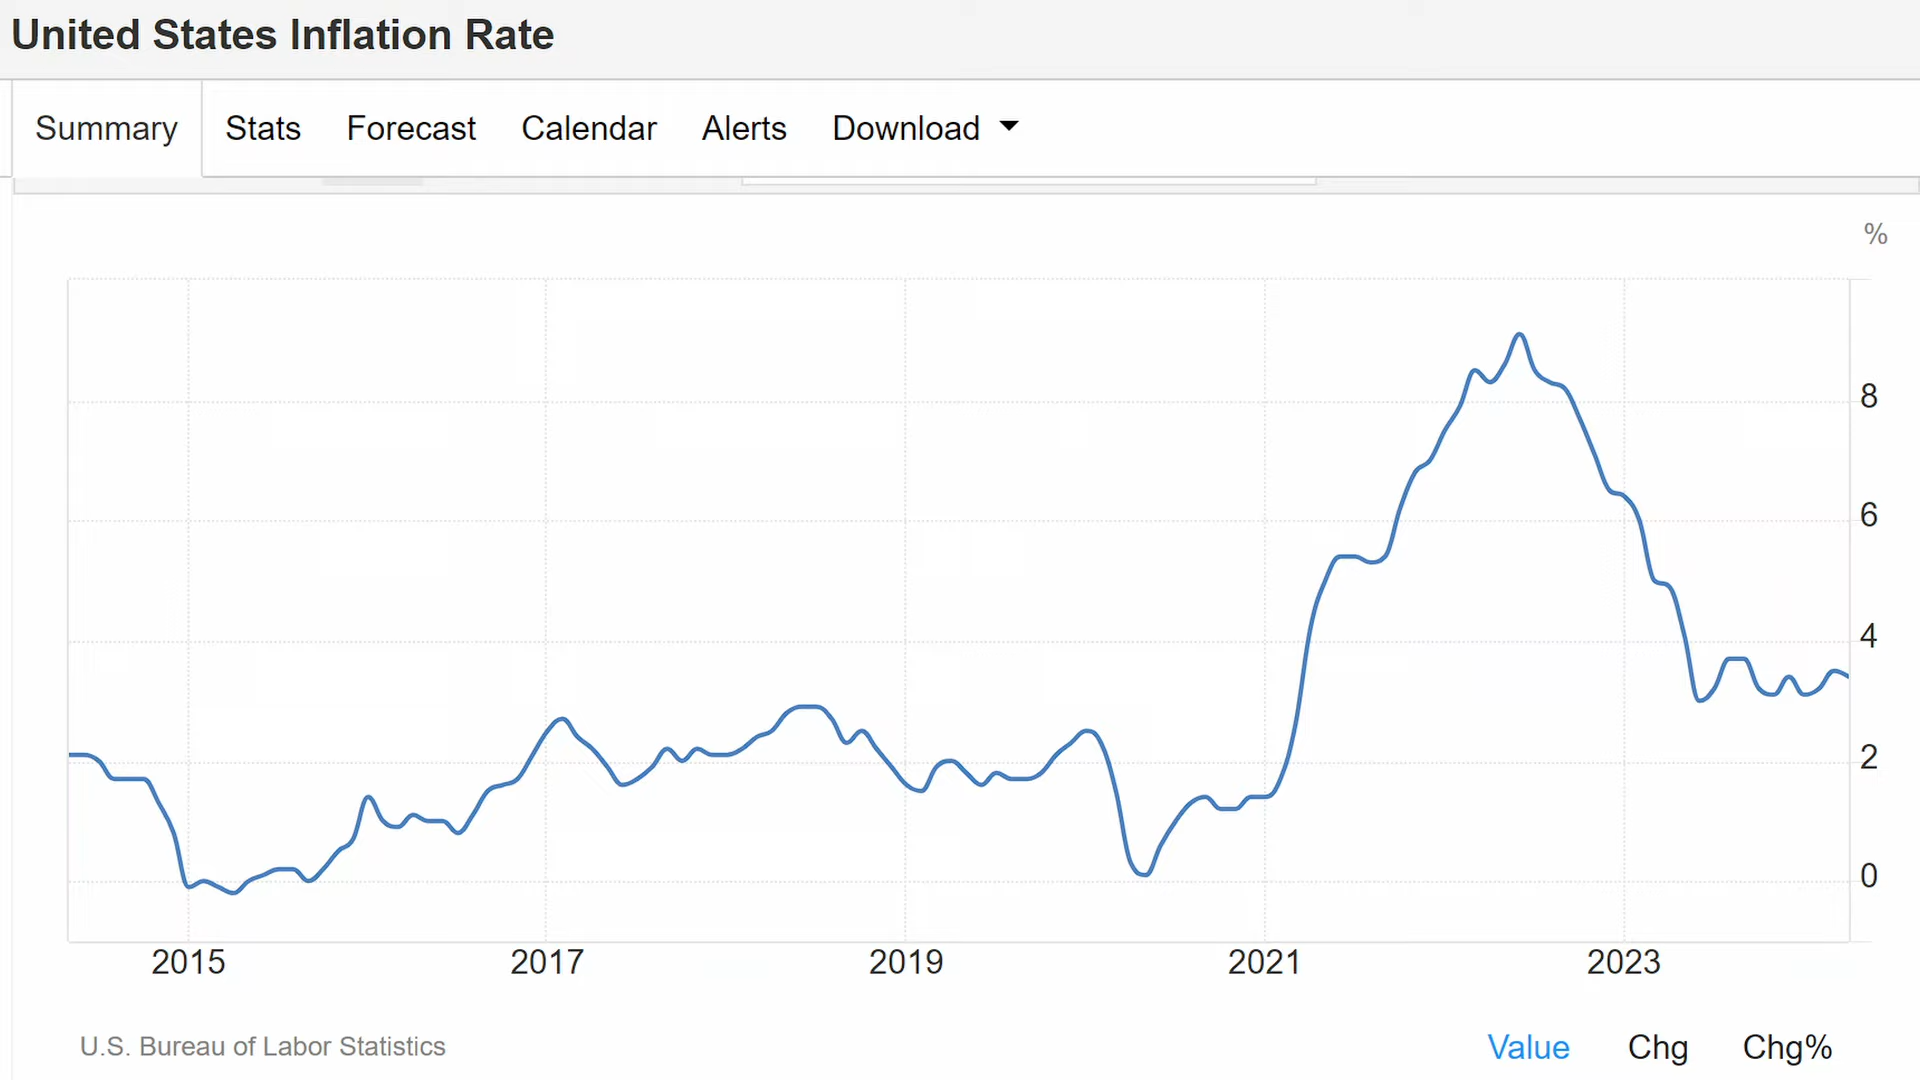 United States Inflation Rate
Summary Stats Forecast Calendar Alerts Download
%
8
6
4
2
0
2015 2017 2019 2021 2023
U.S. Bureau of Labor Statistics Value Chg Chg%